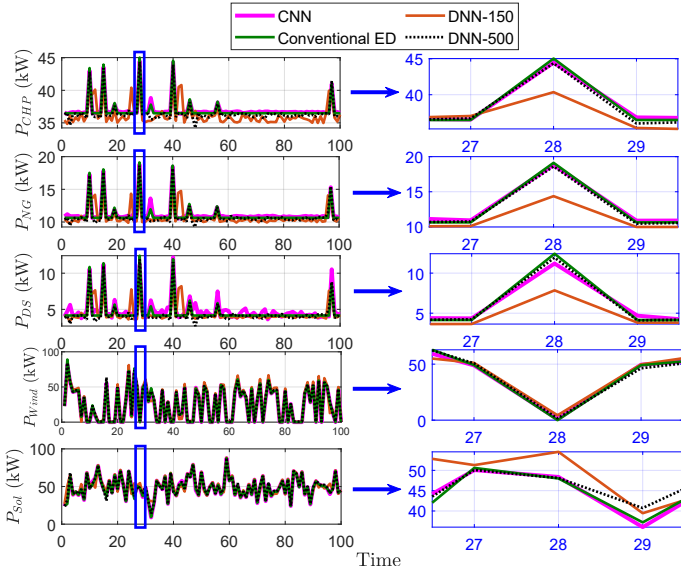 CNN
DNN-150
Conventional ED
DNN-500
P_CHP (kW)
45
40
35
0 20 40 60 80 100
45
40
27 28 29
P_NG (kW)
20
15
10
0 20 40 60 80 100
20
15
10
27 28 29
P_DS (kW)
10
5
0 20 40 60 80 100
10
5
27 28 29
P_Wind (kW)
100
50
0
0 20 40 60 80 100
50
0
27 28 29
P_Sol (kW)
100
50
0
0 20 40 60 80 100
50
45
40
27 28 29
Time